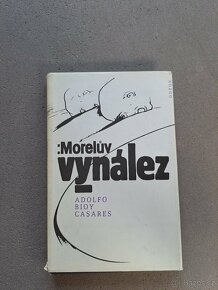 :Morelův
vynález
ADOLFO
BIOY
CASARES